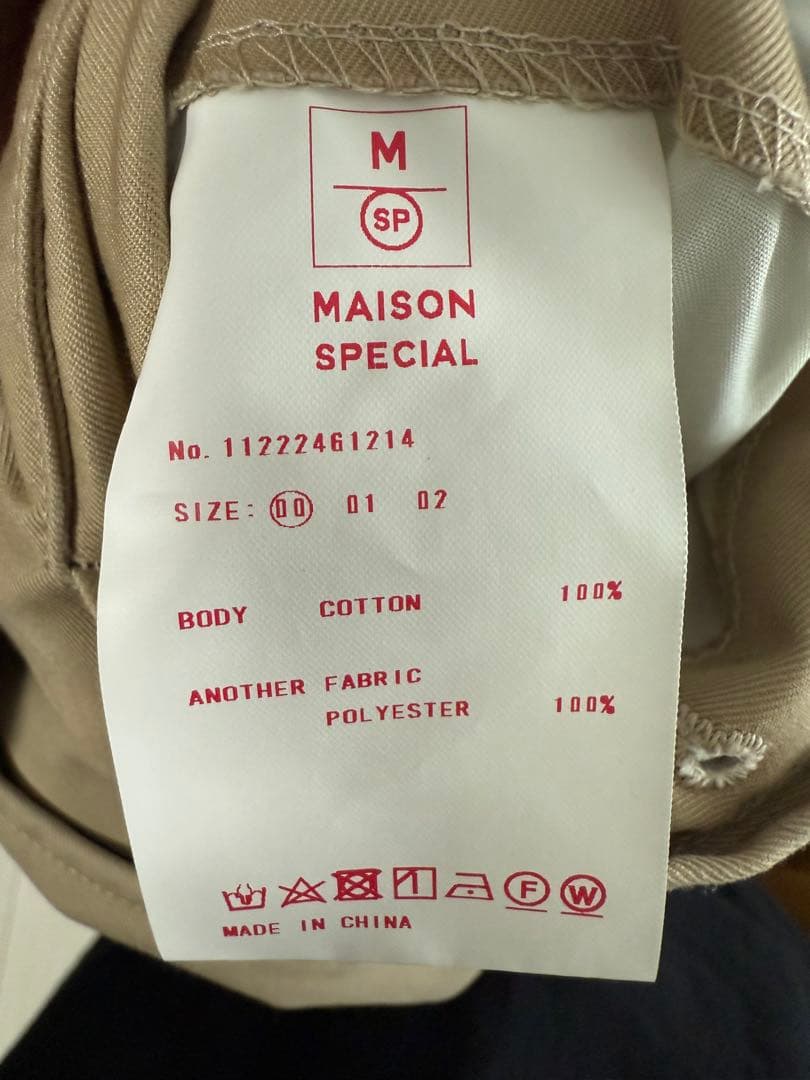 M
SP
MAISON
SPECIAL
No. 11222461214
SIZE: 00 01 02
BODY COTTON 100%
ANOTHER FABRIC
POLYESTER 100%
F W
MADE IN CHINA